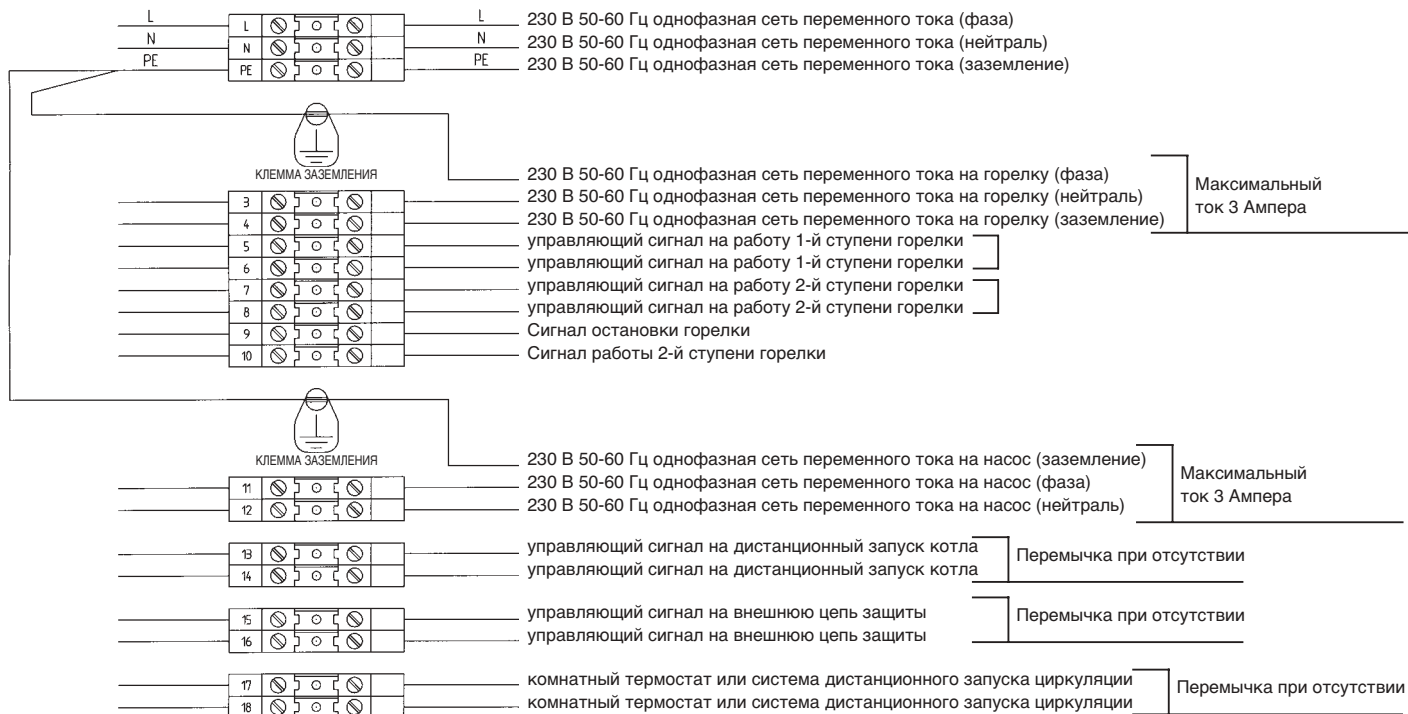 L L L 230 В 50-60 Гц однофазная сеть переменного тока (фаза)
N N N 230 В 50-60 Гц однофазная сеть переменного тока (нейтраль)
PE PE PE 230 В 50-60 Гц однофазная сеть переменного тока (заземление)
КЛЕММА ЗАЗЕМЛЕНИЯ
230 В 50-60 Гц однофазная сеть переменного тока на горелку (фаза)
3 230 В 50-60 Гц однофазная сеть переменного тока на горелку (нейтраль)
4 230 В 50-60 Гц однофазная сеть переменного тока на горелку (заземление)
Максимальный
ток 3 Ампера
5 управляющий сигнал на работу 1-й ступени горелки
6 управляющий сигнал на работу 1-й ступени горелки
7 управляющий сигнал на работу 2-й ступени горелки
8 управляющий сигнал на работу 2-й ступени горелки
9 Сигнал остановки горелки
10 Сигнал работы 2-й ступени горелки
КЛЕММА ЗАЗЕМЛЕНИЯ
230 В 50-60 Гц однофазная сеть переменного тока на насос (заземление)
11 230 В 50-60 Гц однофазная сеть переменного тока на насос (фаза)
12 230 В 50-60 Гц однофазная сеть переменного тока на насос (нейтраль)
Максимальный
ток 3 Ампера
13 управляющий сигнал на дистанционный запуск котла
14 управляющий сигнал на дистанционный запуск котла
Перемычка при отсутствии
15 управляющий сигнал на внешнюю цепь защиты
16 управляющий сигнал на внешнюю цепь защиты
Перемычка при отсутствии
17 комнатный термостат или система дистанционного запуска циркуляции
18 комнатный термостат или система дистанционного запуска циркуляции
Перемычка при отсутствии